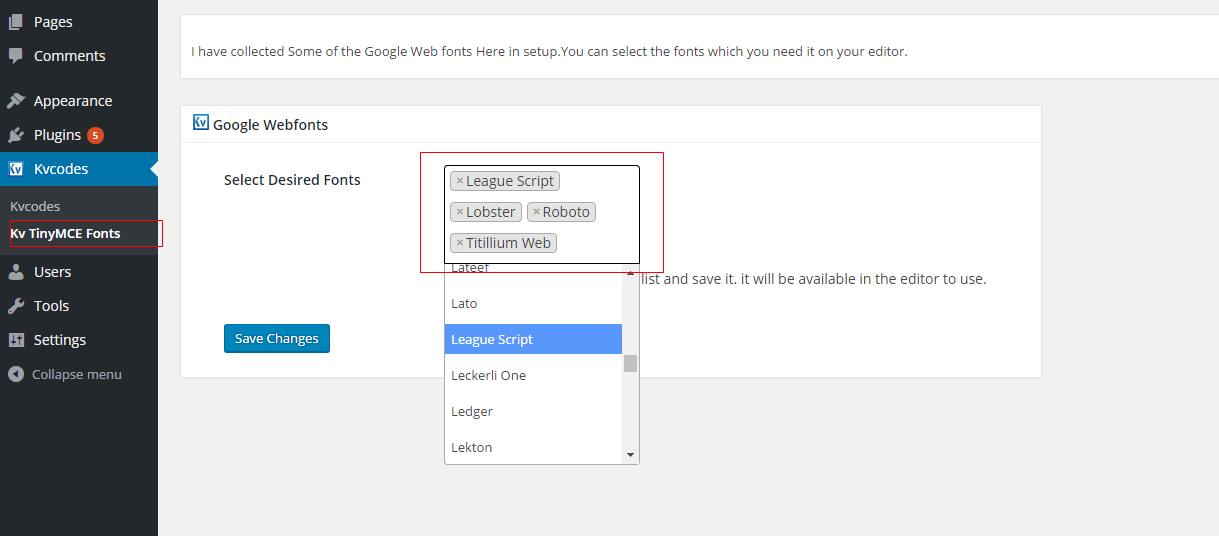 Pages
Comments
Appearance
Plugins 5
Kv Kvcodes
Kvcodes
Kv TinyMCE Fonts
Users
Tools
Settings
Collapse menu
I have collected Some of the Google Web fonts Here in setup.You can select the fonts which you need it on your editor.
Kv Google Webfonts
Select Desired Fonts
× League Script
× Lobster × Roboto
× Titillium Web
Lateef
list and save it. it will be available in the editor to use.
Lato
Save Changes
League Script
Leckerli One
Ledger
Lekton